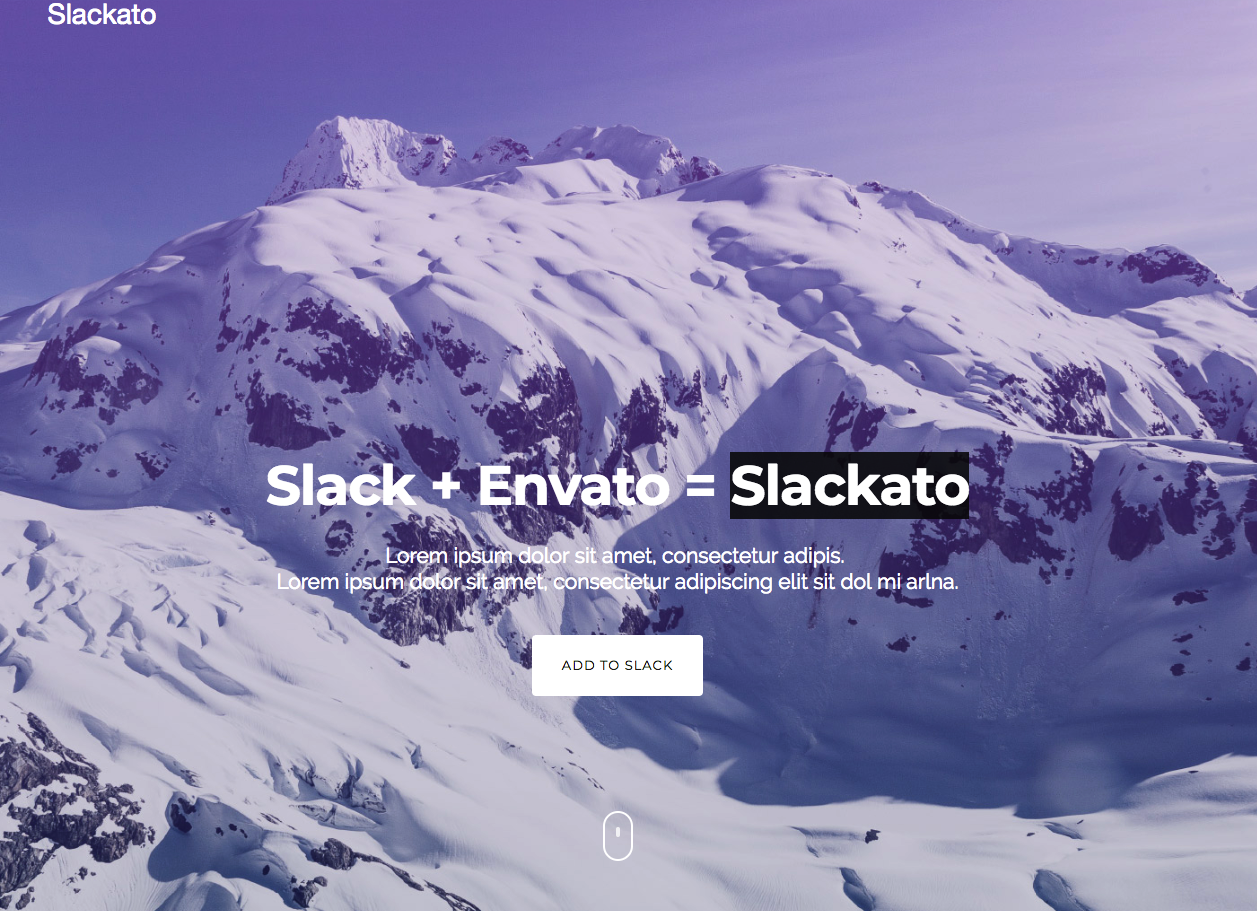 Slackato
Slack + Envato = Slackato
Lorem ipsum dolor sit amet, consectetur adipis.
Lorem ipsum dolor sit amet, consectetur adipiscing elit sit dol mi arlna.
ADD TO SLACK